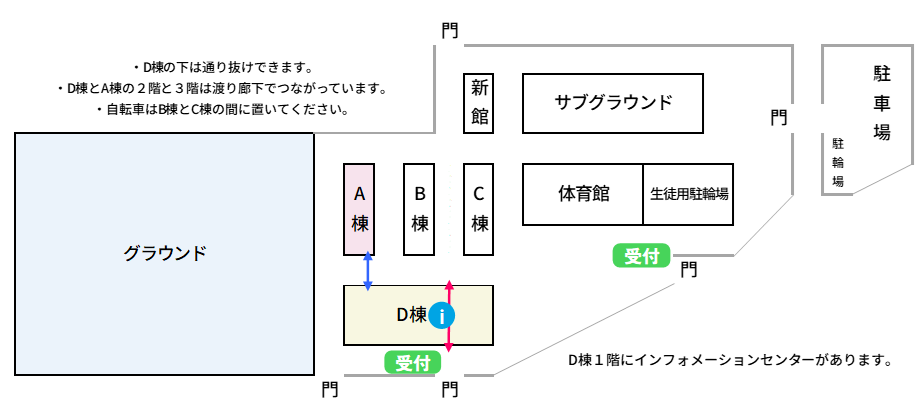 門
・D棟の下は通り抜けできます。
・D棟とA棟の２階と３階は渡り廊下でつながっています。
・自転車はB棟とC棟の間に置いてください。
新館
サブグラウンド
門
駐車場
駐輪場
グラウンド
A棟
B棟
C棟
体育館
生徒用駐輪場
受付
門
D棟
i
受付
D棟１階にインフォメーションセンターがあります。
門
門